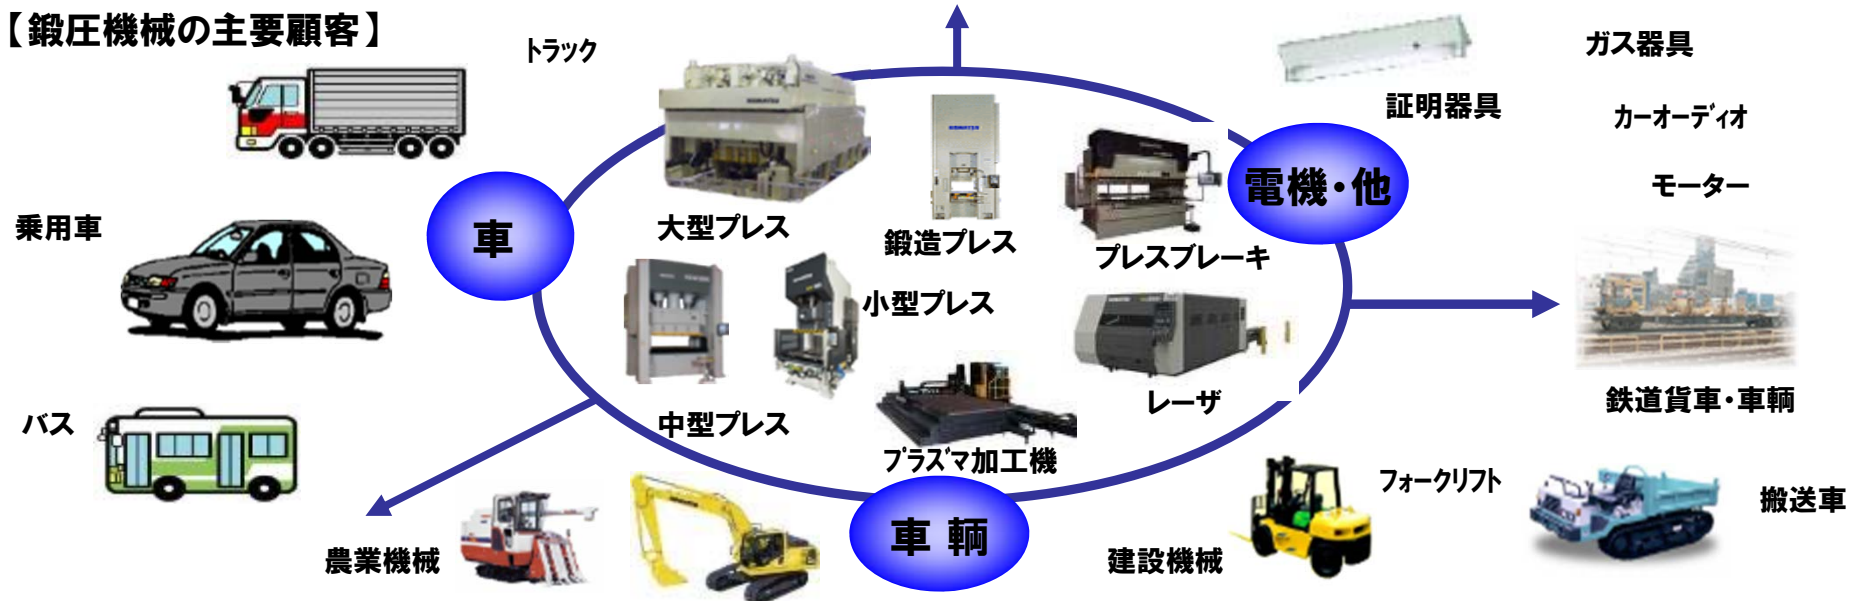 【鍛圧機械の主要顧客】
トラック
ガス器具
証明器具
カーオーディオ
電機・他
モーター
乗用車
車
大型プレス
鍛造プレス
プレスブレーキ
小型プレス
レーザ
鉄道貨車・車輌
バス
中型プレス
プラズマ加工機
フォークリフト
搬送車
車 輌
農業機械
建設機械
KOMATSU